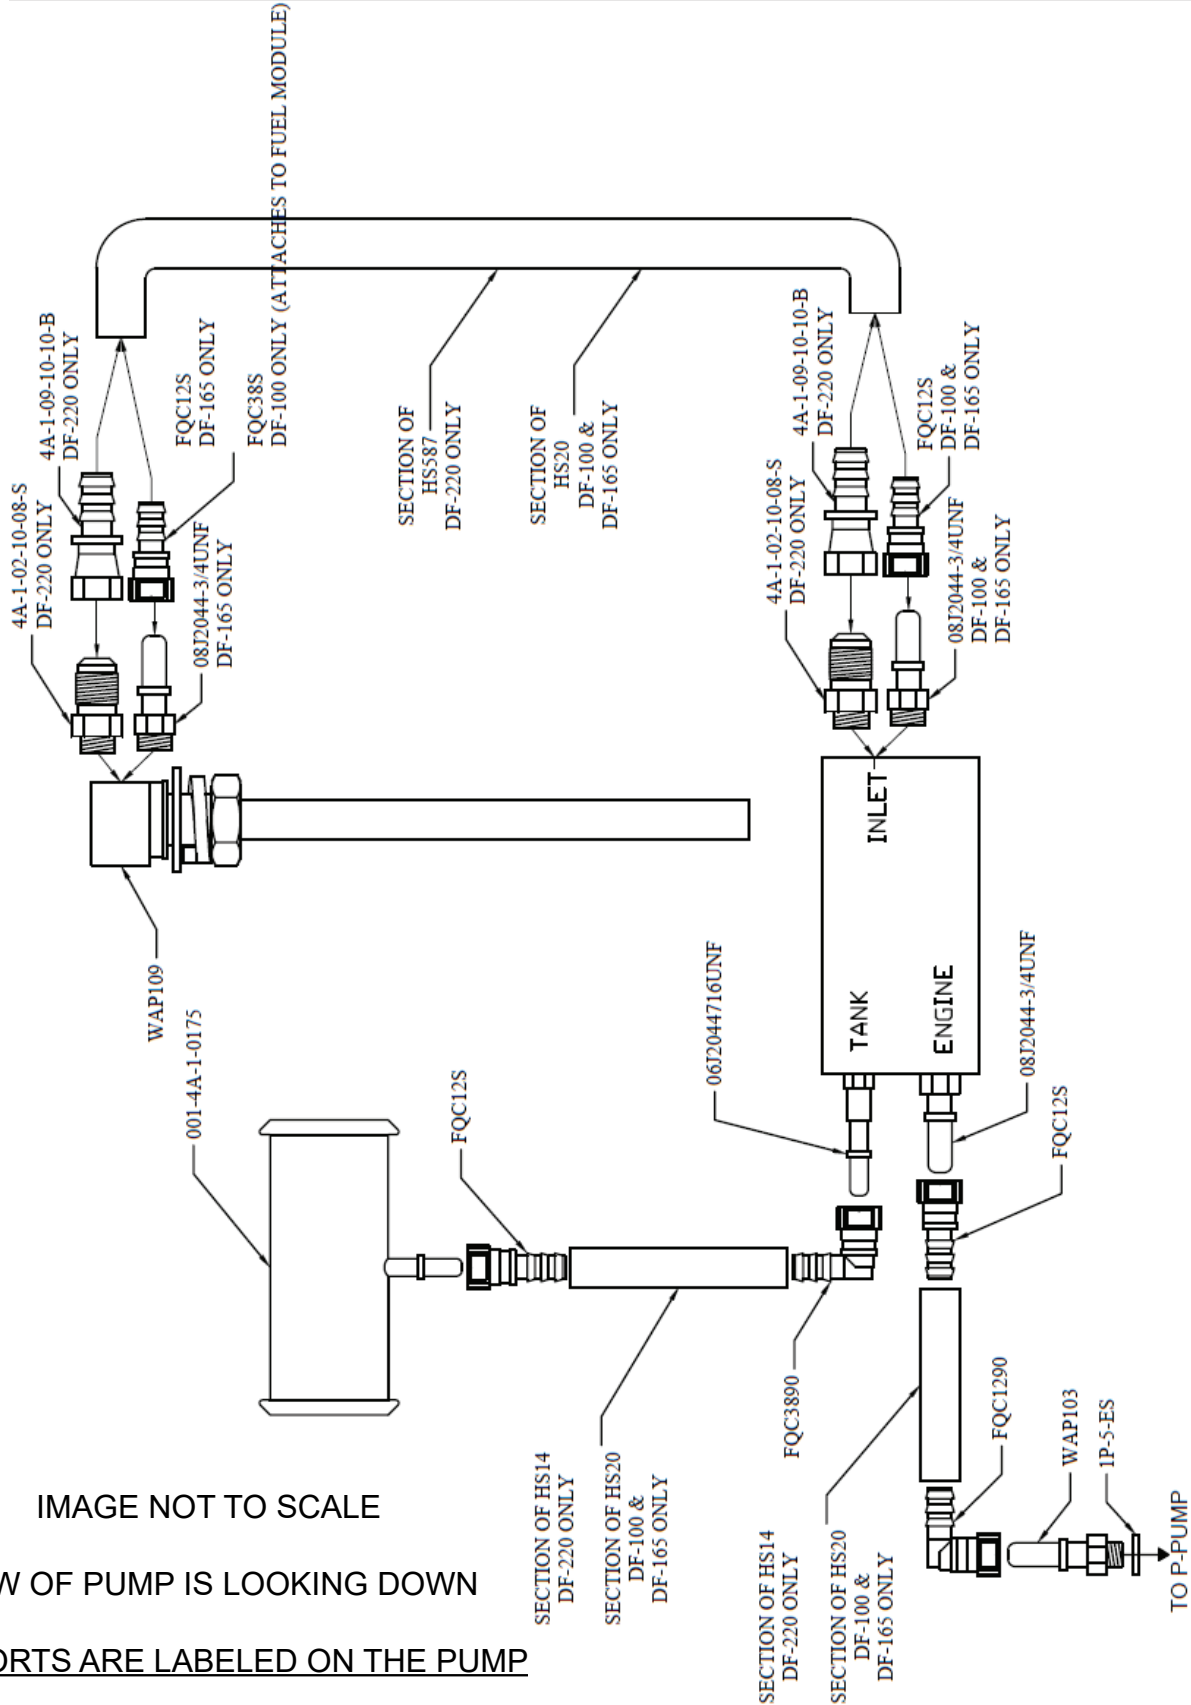 4A-1-02-10-08-S
DF-220 ONLY
4A-1-09-10-10-B
DF-220 ONLY
FQC12S
DF-165 ONLY
FQC38S
DF-100 ONLY (ATTACHES TO FUEL MODULE)
08J2044-3/4UNF
DF-165 ONLY
WAP109
001-4A-1-0175
SECTION OF
HS587
DF-220 ONLY
SECTION OF
HS20
DF-100 &
DF-165 ONLY
4A-1-02-10-08-S
DF-220 ONLY
4A-1-09-10-10-B
DF-220 ONLY
FQC12S
DF-100 &
DF-165 ONLY
08J2044-3/4UNF
DF-100 &
DF-165 ONLY
INLET
TANK
ENGINE
06J2044716UNF
08J2044-3/4UNF
FQC12S
FQC12S
SECTION OF HS14
DF-220 ONLY
SECTION OF HS20
DF-100 &
DF-165 ONLY
FQC3890
SECTION OF HS14
DF-220 ONLY
SECTION OF HS20
DF-100 &
DF-165 ONLY
FQC1290
WAP103
1P-5-ES
TO P-PUMP
IMAGE NOT TO SCALE
W OF PUMP IS LOOKING DOWN
ORTS ARE LABELED ON THE PUMP